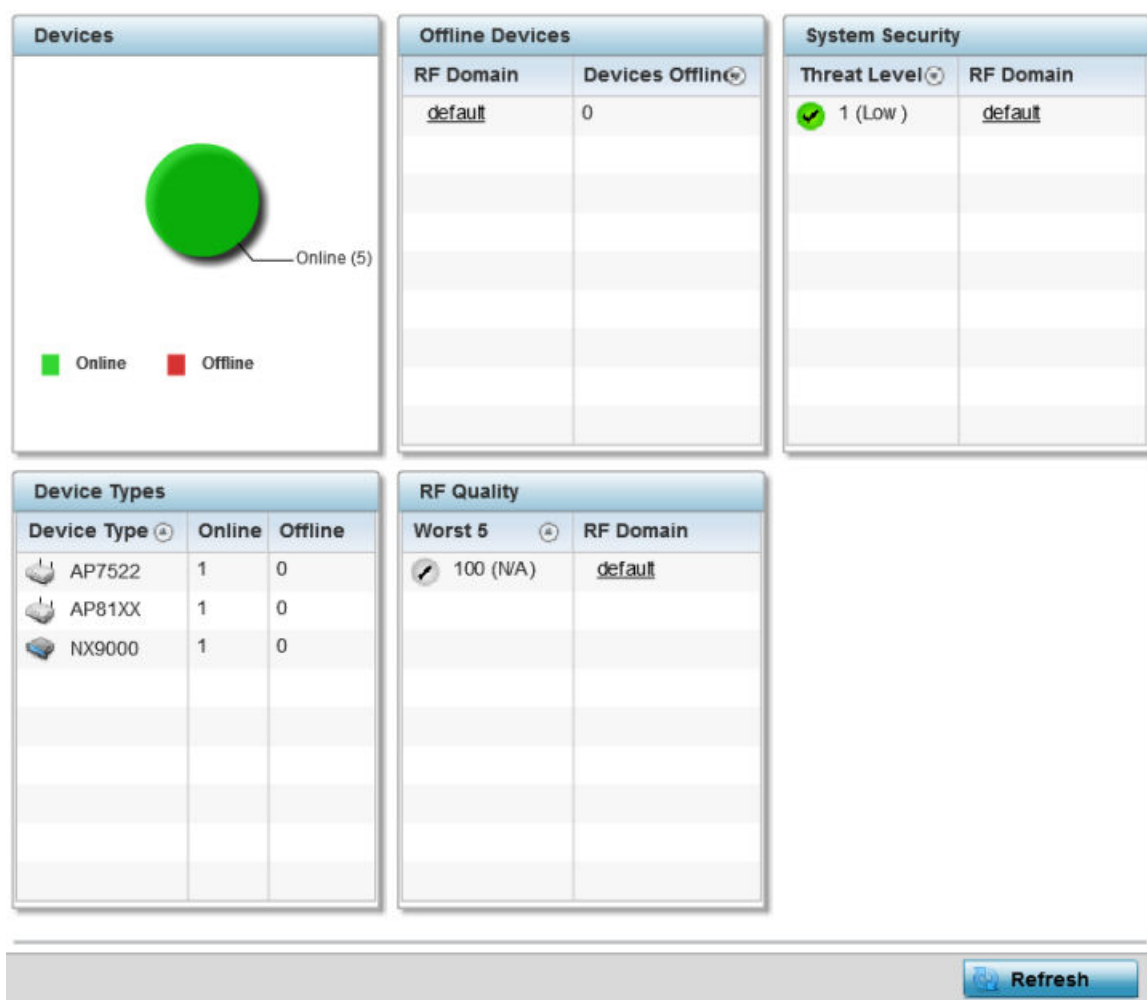 Devices
Online (5)
Online Offline
Offline Devices
RF Domain Devices Offline
default 0
System Security
Threat Level RF Domain
1 (Low ) default
Device Types
Device Type Online Offline
AP7522 1 0
AP81XX 1 0
NX9000 1 0
RF Quality
Worst 5 RF Domain
100 (N/A) default
Refresh